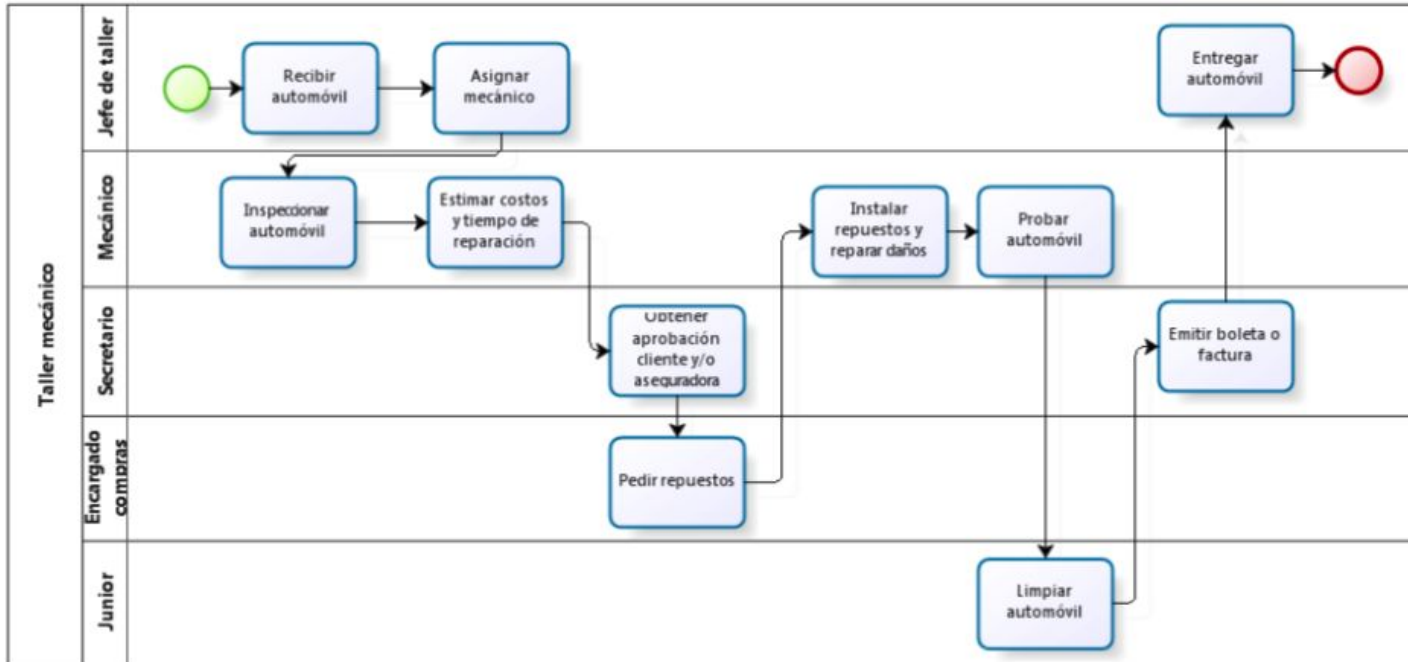 Taller mecánico
Jefe de taller
Recibir
automóvil
Asignar
mecánico
Entregar
automóvil
Mecánico
Inspeccionar
automóvil
Estimar costos
y tiempo de
reparación
Instalar
repuestos y
reparar daños
Probar
automóvil
Secretario
Obtener
aprobación
cliente y/o
aseguradora
Emitir boleta o
factura
Encargado
compras
Pedir repuestos
Junior
Limpiar
automóvil